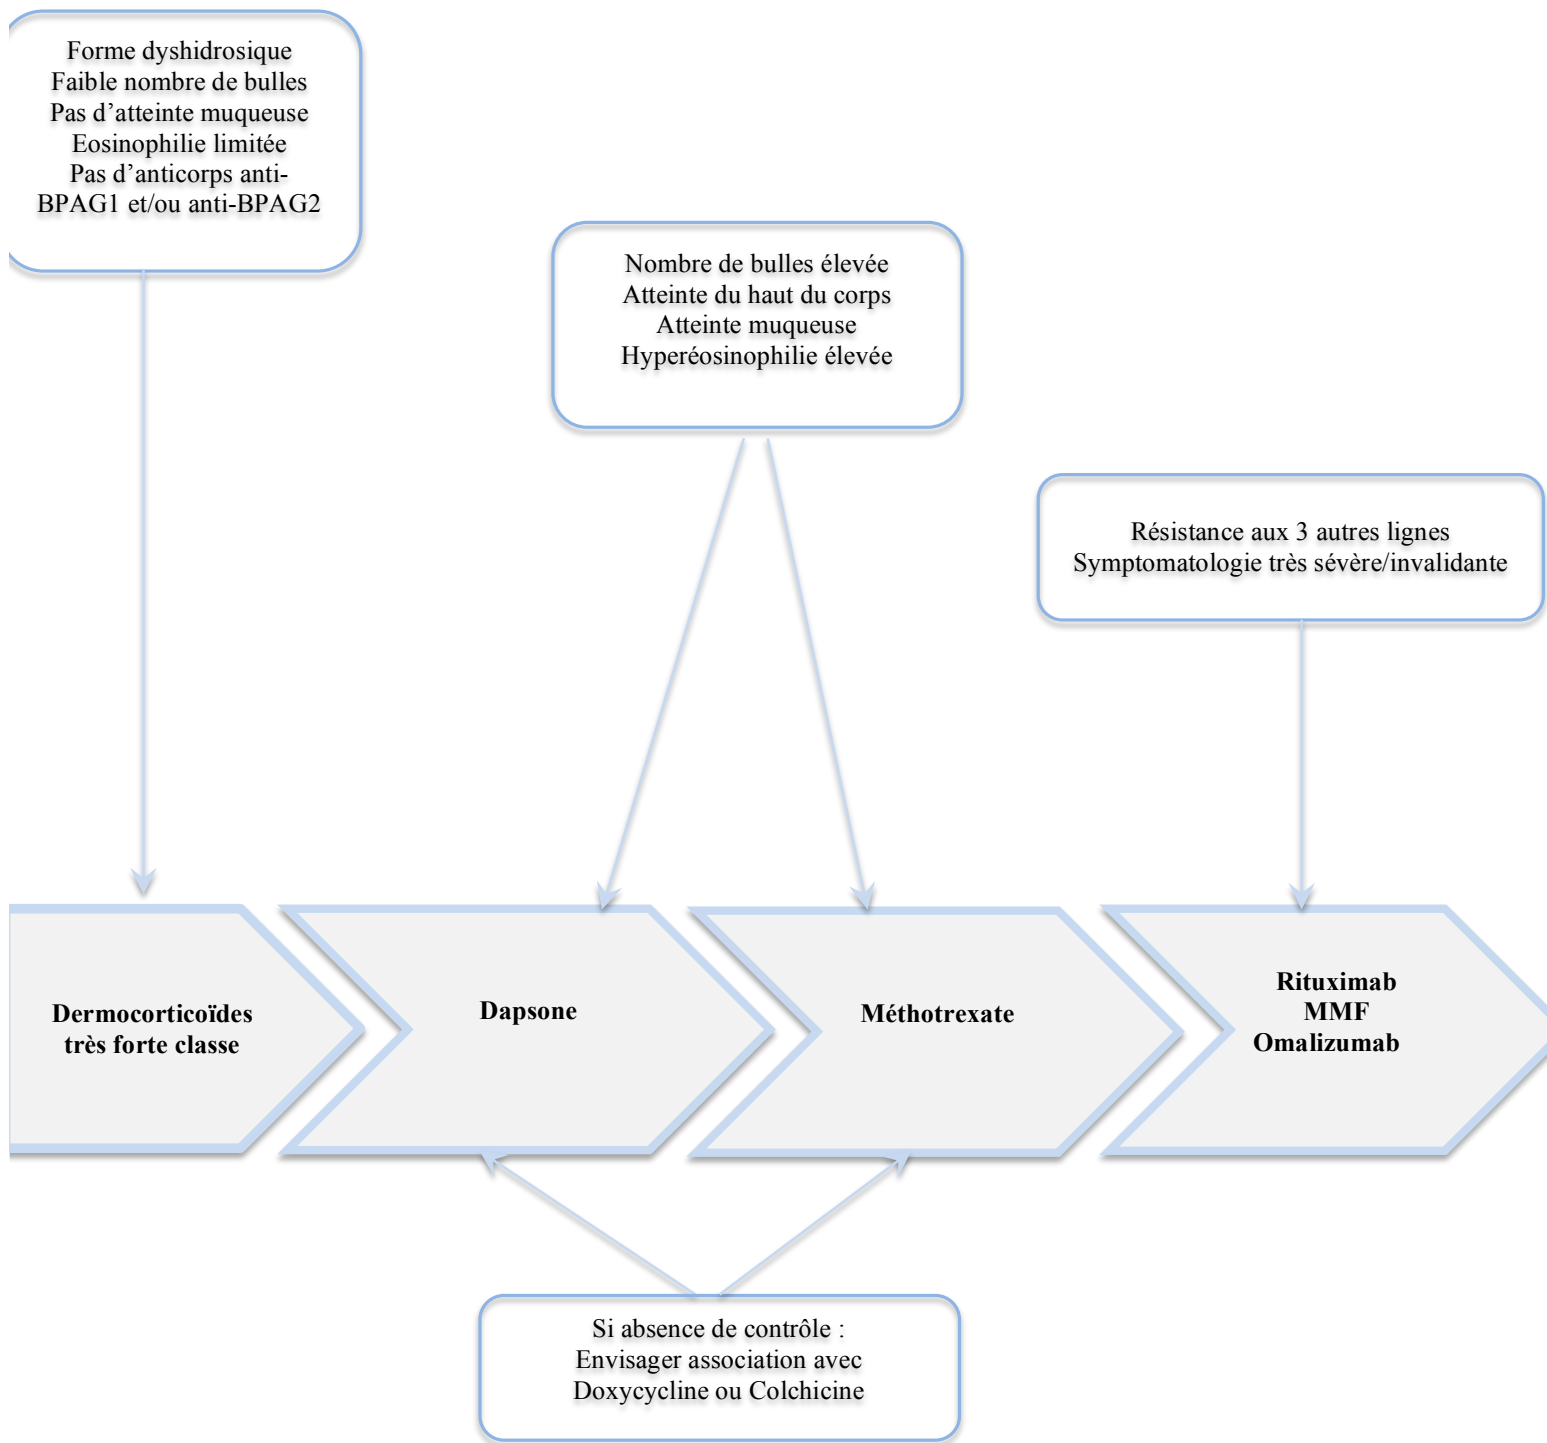 Forme dyshidrosique
Faible nombre de bulles
Pas d’atteinte muqueuse
Eosinophilie limitée
Pas d’anticorps anti-
BPAG1 et/ou anti-BPAG2
Nombre de bulles élevée
Atteinte du haut du corps
Atteinte muqueuse
Hyperéosinophilie élevée
Résistance aux 3 autres lignes
Symptomatologie très sévère/invalidante
Dermocorticoïdes
très forte classe
Dapsone
Méthotrexate
Rituximab
MMF
Omalizumab
Si absence de contrôle :
Envisager association avec
Doxycycline ou Colchicine